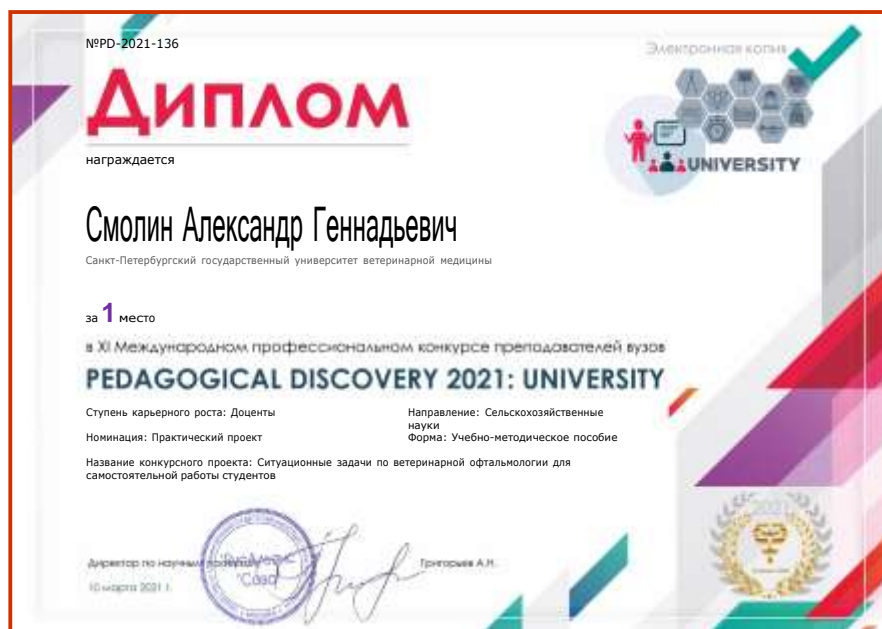 №PD-2021-136
Электронная копия
Диплом
награждается
UNIVERSITY
Смолин Александр Геннадьевич
Санкт-Петербургский государственный университет ветеринарной медицины
за 1 место
в XI Международном профессиональном конкурсе преподавателей вузов
PEDAGOGICAL DISCOVERY 2021: UNIVERSITY
Ступень карьерного роста: Доценты
Направление: Сельскохозяйственные
науки
Номинация: Практический проект
Форма: Учебно-методическое пособие
Название конкурсного проекта: Ситуационные задачи по ветеринарной офтальмологии для
самостоятельной работы студентов
2021
Директор по научным
Григорьев А.Н.
10 марта 2021 г.